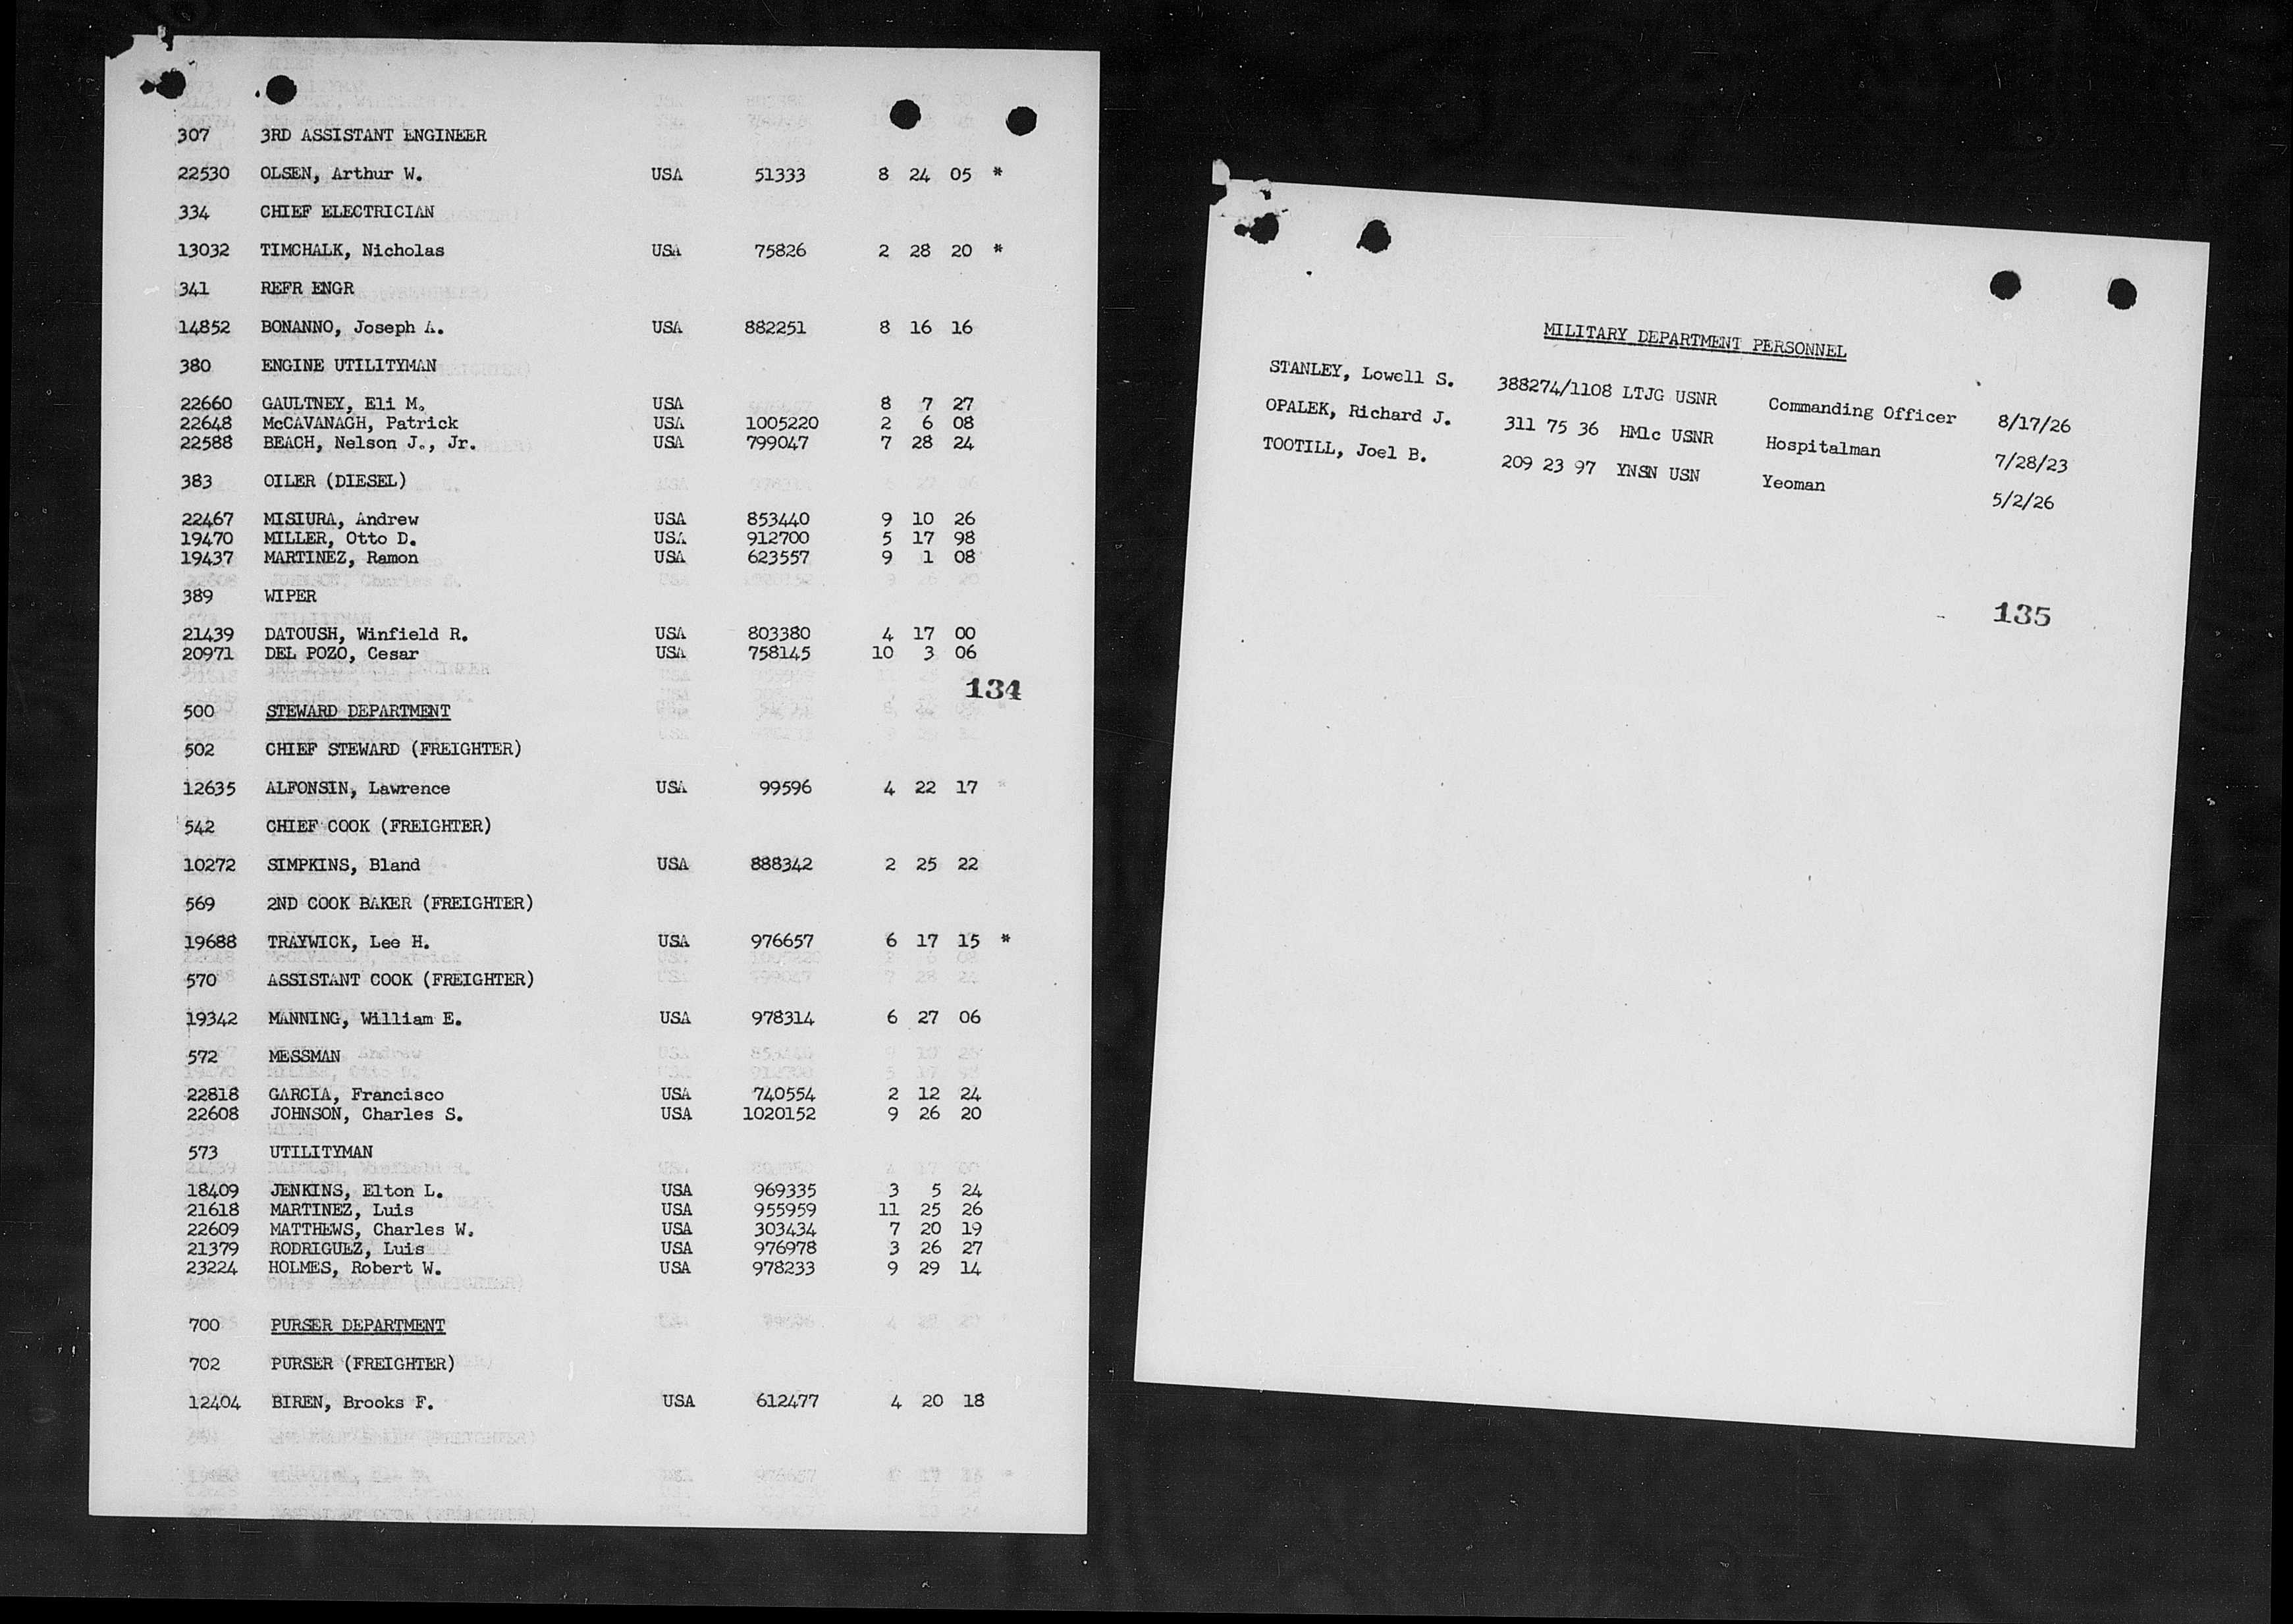 307 3RD ASSISTANT ENGINEER
22530 OLSEN, Arthur W. USA 51333 8 24 05 *
334 CHIEF ELECTRICIAN
13032 TIMCHALK, Nicholas USA 75826 2 28 20 *
341 REFR ENGR
14852 BONANNO, Joseph A. USA 882251 8 16 16
380 ENGINE UTILITYMAN
22660 GAULTNEY, Eli M. USA 8 7 27
22648 McCAVANAGH, Patrick USA 1005220 2 6 08
22588 BEACH, Nelson J., Jr. USA 799047 7 28 24
383 OILER (DIESEL)
22467 MISIURA, Andrew USA 853440 9 10 26
19470 MILLER, Otto D. USA 912700 5 17 98
19437 MARTINEZ, Ramon USA 623557 9 1 08
389 WIPER
21439 DATOUSH, Winfield R. USA 803380 4 17 00
20971 DEL POZO, Cesar USA 758145 10 3 06
134
500 STEWARD DEPARTMENT
502 CHIEF STEWARD (FREIGHTER)
12635 ALFONSIN, Lawrence USA 99596 4 22 17 *
542 CHIEF COOK (FREIGHTER)
10272 SIMPKINS, Bland USA 888342 2 25 22
569 2ND COOK BAKER (FREIGHTER)
19688 TRAYWICK, Lee H. USA 976657 6 17 15 *
570 ASSISTANT COOK (FREIGHTER)
19342 MANNING, William E. USA 978314 6 27 06
572 MESSMAN
22818 GARCIA, Francisco USA 740554 2 12 24
22608 JOHNSON, Charles S. USA 1020152 9 26 20
573 UTILITYMAN
18409 JENKINS, Elton L. USA 969335 3 5 24
21618 MARTINEZ, Luis USA 955959 11 25 26
22609 MATTHEWS, Charles W. USA 303434 7 20 19
21379 RODRIGUEZ, Luis USA 976978 3 26 27
23224 HOLMES, Robert W. USA 978233 9 29 14
700 PURSER DEPARTMENT
702 PURSER (FREIGHTER)
12404 BIREN, Brooks F. USA 612477 4 20 18
MILITARY DEPARTMENT PERSONNEL
STANLEY, Lowell S. 388274/1108 LTJG USNR Commanding Officer 8/17/26
OPALEK, Richard J. 311 75 36 HM1c USNR Hospitalman 7/28/23
TOOTILL, Joel B. 209 23 97 YNSN USN Yeoman 5/2/26
135